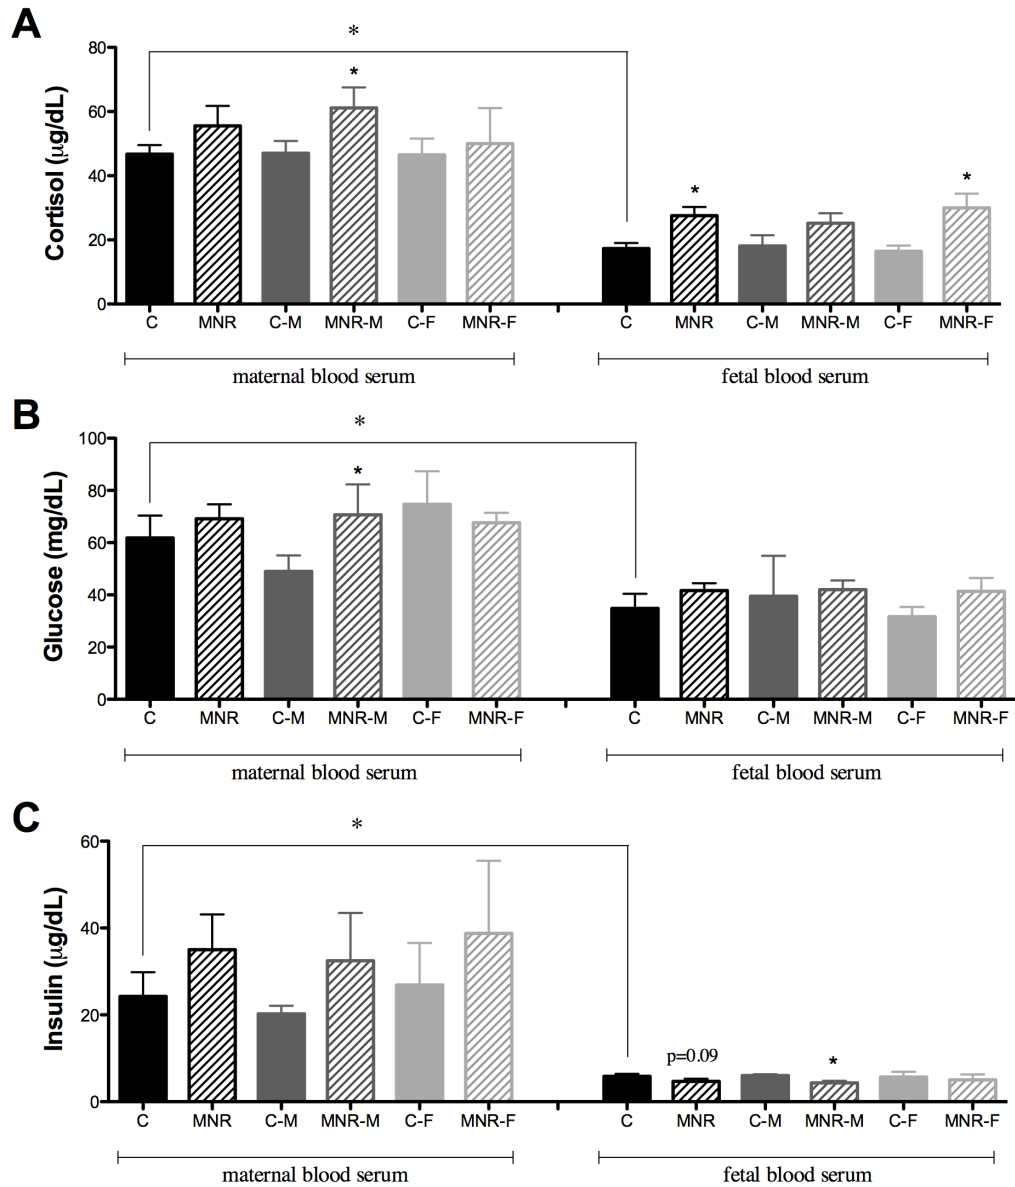 A
*
80
*
60
40
*
*
20
0
Cortisol (µg/dL)
C MNR C-M MNR-M C-F MNR-F C MNR C-M MNR-M C-F MNR-F
maternal blood serum fetal blood serum
B
*
100
80
*
60
40
20
0
Glucose (mg/dL)
C MNR C-M MNR-M C-F MNR-F C MNR C-M MNR-M C-F MNR-F
maternal blood serum fetal blood serum
C
*
60
40
20
p=0.09 *
0
Insulin (µg/dL)
C MNR C-M MNR-M C-F MNR-F C MNR C-M MNR-M C-F MNR-F
maternal blood serum fetal blood serum